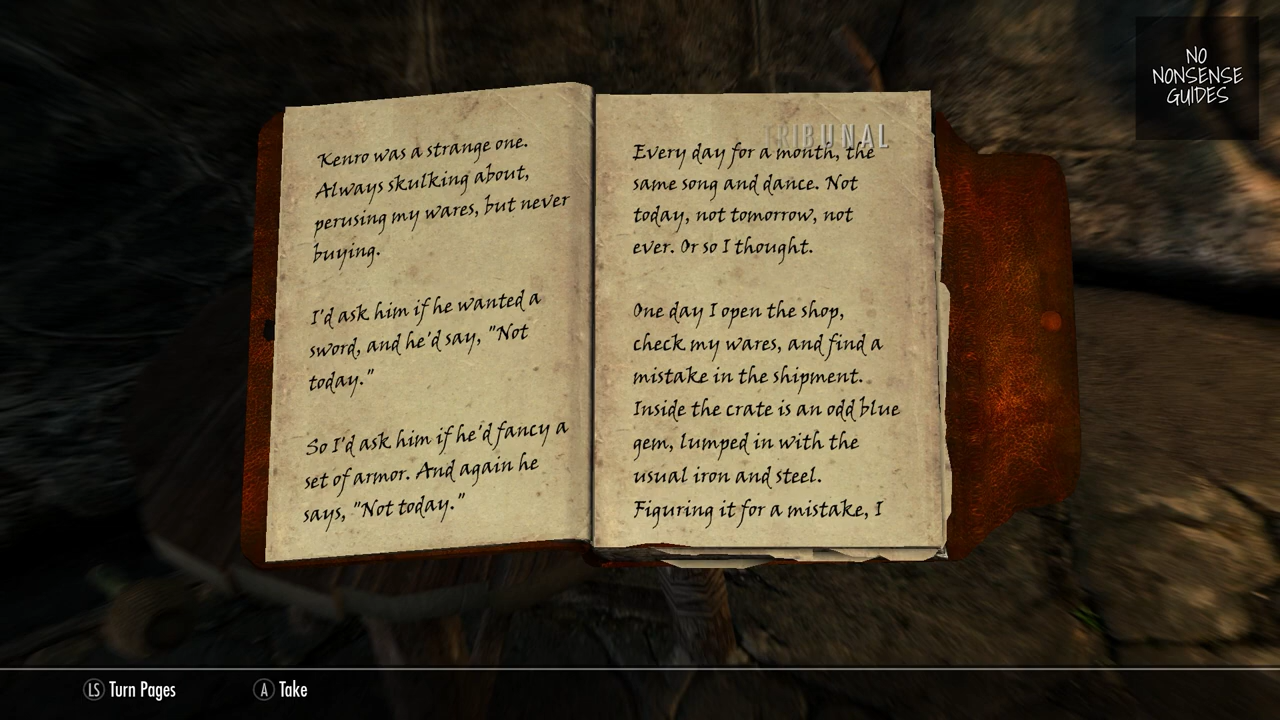 NO
NONSENSE
GUIDES
TRIBUNAL
Kenro was a strange one.
Always skulking about,
perusing my wares, but never
buying.
I'd ask him if he wanted a
sword, and he'd say, "Not
today."
So I'd ask him if he'd fancy a
set of armor. And again he
says, "Not today."
Every day for a month, the
same song and dance. Not
today, not tomorrow, not
ever. Or so I thought.
One day I open the shop,
check my wares, and find a
mistake in the shipment.
Inside the crate is an odd blue
gem, lumped in with the
usual iron and steel.
Figuring it for a mistake, I
LS Turn Pages
A Take